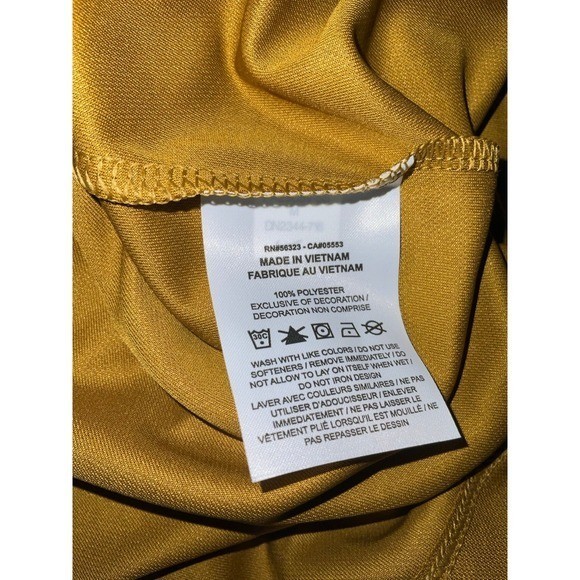 RN#56323 - CA#05553
MADE IN VIETNAM
FABRIQUE AU VIETNAM
100% POLYESTER
EXCLUSIVE OF DECORATION /
DECORATION NON COMPRISE
30C
WASH WITH LIKE COLORS / DO NOT USE
SOFTENERS / REMOVE IMMEDIATELY / DO
NOT ALLOW TO LAY ON ITSELF WHEN WET /
DO NOT IRON DESIGN
LAVER AVEC COULEURS SIMILAIRES / NE PAS
UTILISER D'ADOUCISSEUR / ENLEVER
IMMÉDIATEMENT / NE PAS LAISSER LE
VÊTEMENT PLIÉ LORSQU'IL EST MOUILLÉ / NE
PAS REPASSER LE DESSIN